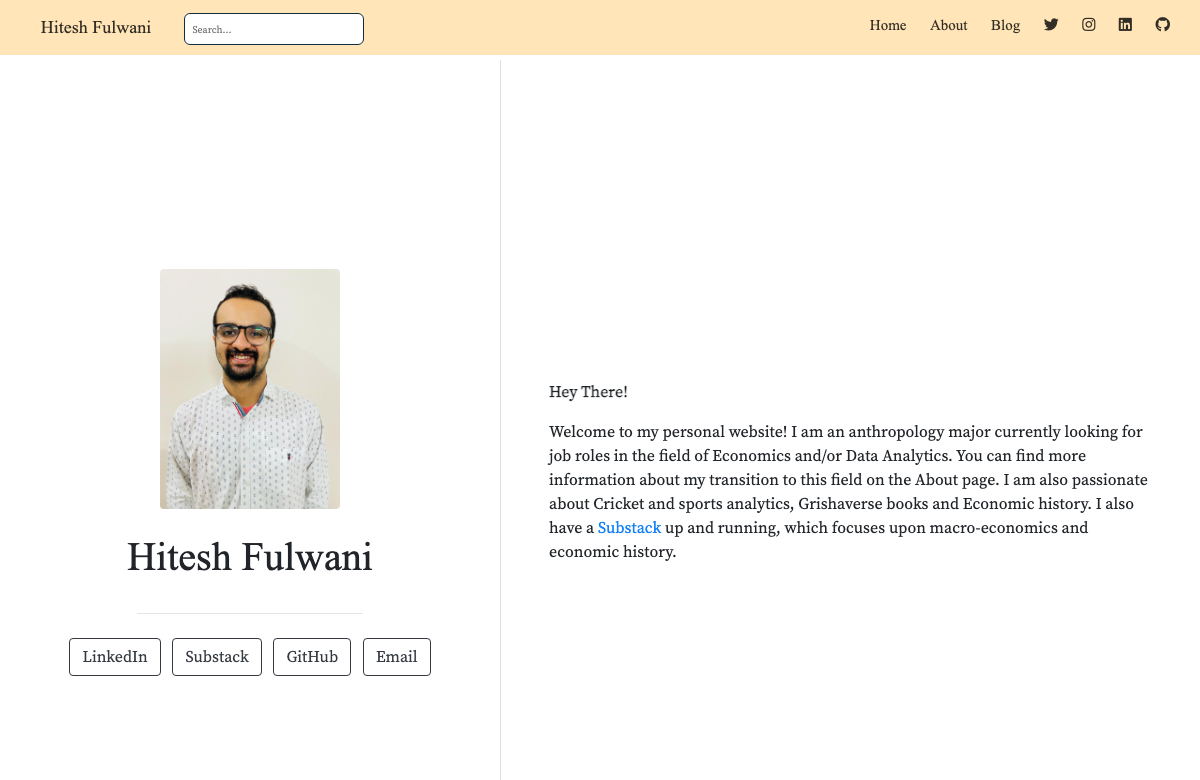 Hitesh Fulwani
Search...
Home
About
Blog
Hitesh Fulwani
LinkedIn
Substack
GitHub
Email
Hey There!
Welcome to my personal website! I am an anthropology major currently looking for
job roles in the field of Economics and/or Data Analytics. You can find more
information about my transition to this field on the About page. I am also passionate
about Cricket and sports analytics, Grishaverse books and Economic history. I also
have a Substack up and running, which focuses upon macro-economics and
economic history.